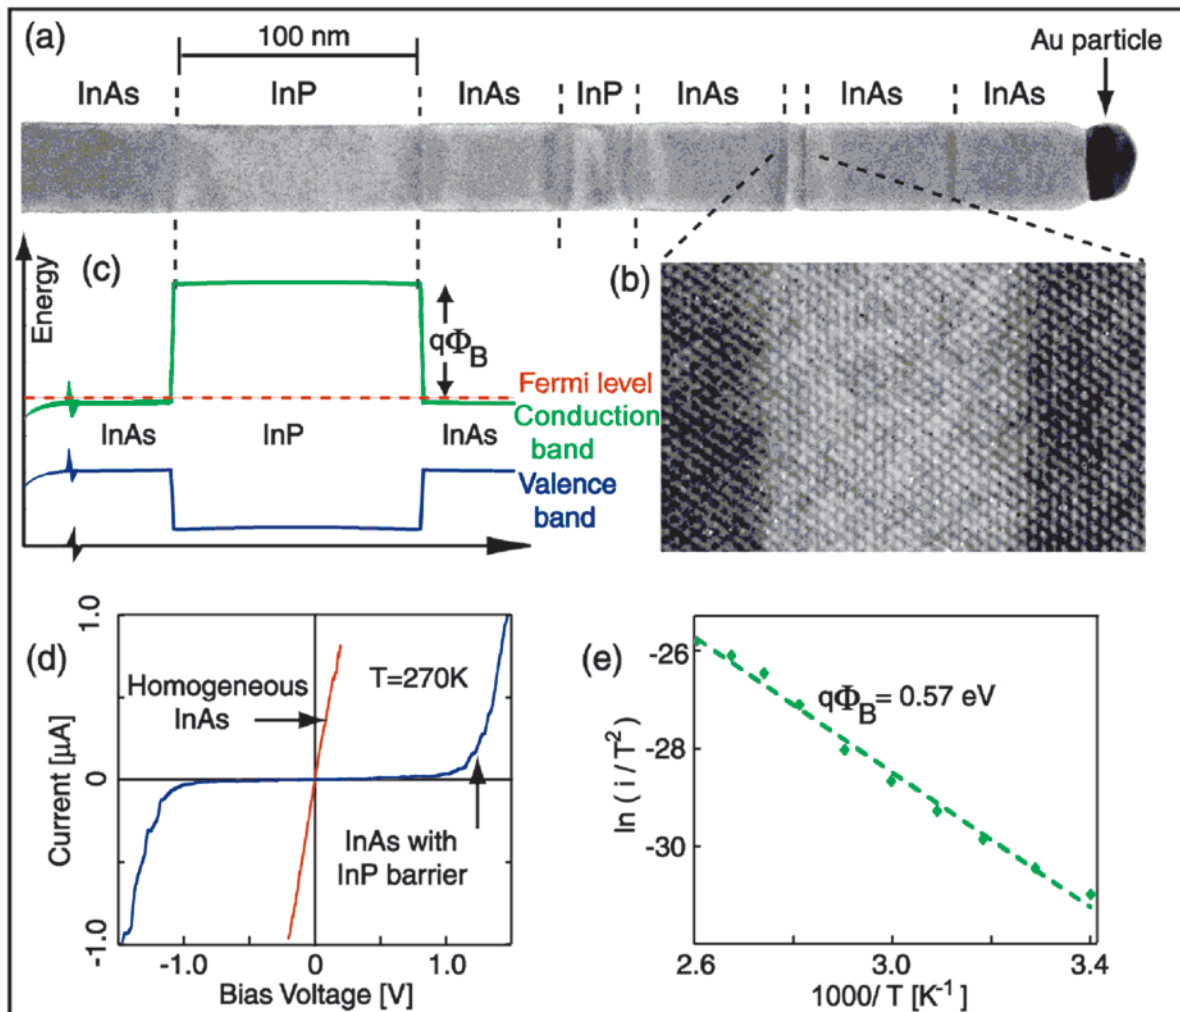 (a)
100 nm
Au particle
InAs
InP
InAs
InP
InAs
InAs
InAs
(c)
Energy
qΦB
Fermi level
Conduction
band
InAs
InP
InAs
Valence
band
(b)
(d)
1.0
0
-1.0
Current [μA]
Homogeneous
InAs
T=270K
InAs with
InP barrier
-1.0
0
1.0
Bias Voltage [V]
(e)
ln ( i / T²)
-26
-28
-30
qΦB = 0.57 eV
2.6
3.0
3.4
1000/ T [K⁻¹]